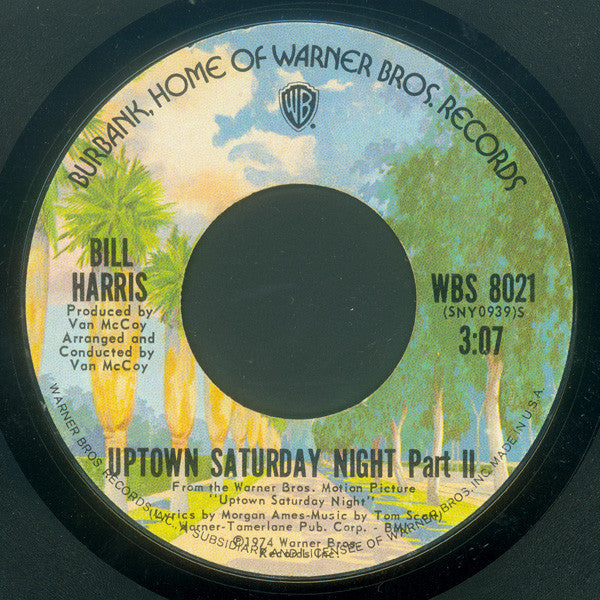 BURBANK, HOME OF WARNER BROS. RECORDS
WB
BILL
HARRIS
Produced by
Van McCoy
Arranged and
Conducted by
Van McCoy
WBS 8021
(SNY0939)S
3:07
UPTOWN SATURDAY NIGHT Part II
From the Warner Bros. Motion Picture
"Uptown Saturday Night"
Lyrics by Morgan Ames-Music by Tom Scott
Warner-Tamerlane Pub. Corp. - BMI
©1974 Warner Bros.
Records Inc.
WARNER BROS. RECORDS INC., A SUBSIDIARY AND LICENSEE OF WARNER BROS. INC. MADE IN U.S.A.